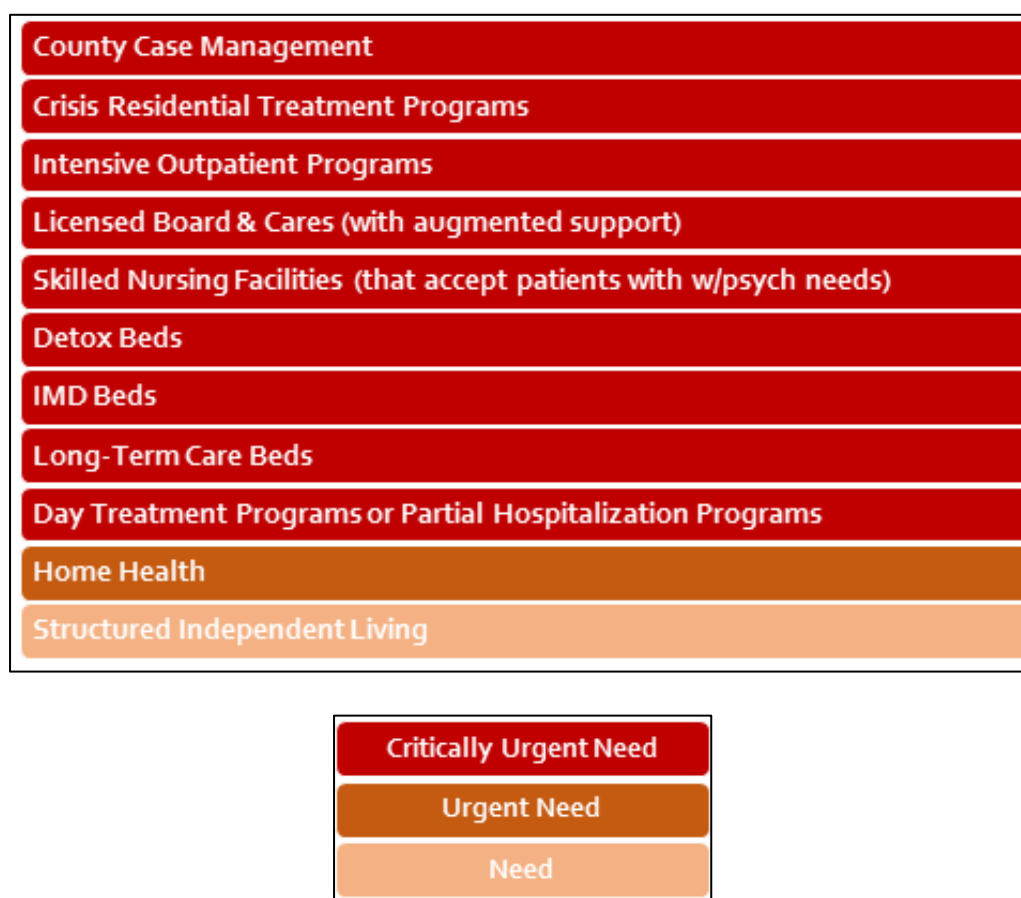 County Case Management
Crisis Residential Treatment Programs
Intensive Outpatient Programs
Licensed Board & Cares (with augmented support)
Skilled Nursing Facilities (that accept patients with w/psych needs)
Detox Beds
IMD Beds
Long-Term Care Beds
Day Treatment Programs or Partial Hospitalization Programs
Home Health
Structured Independent Living
Critically Urgent Need
Urgent Need
Need